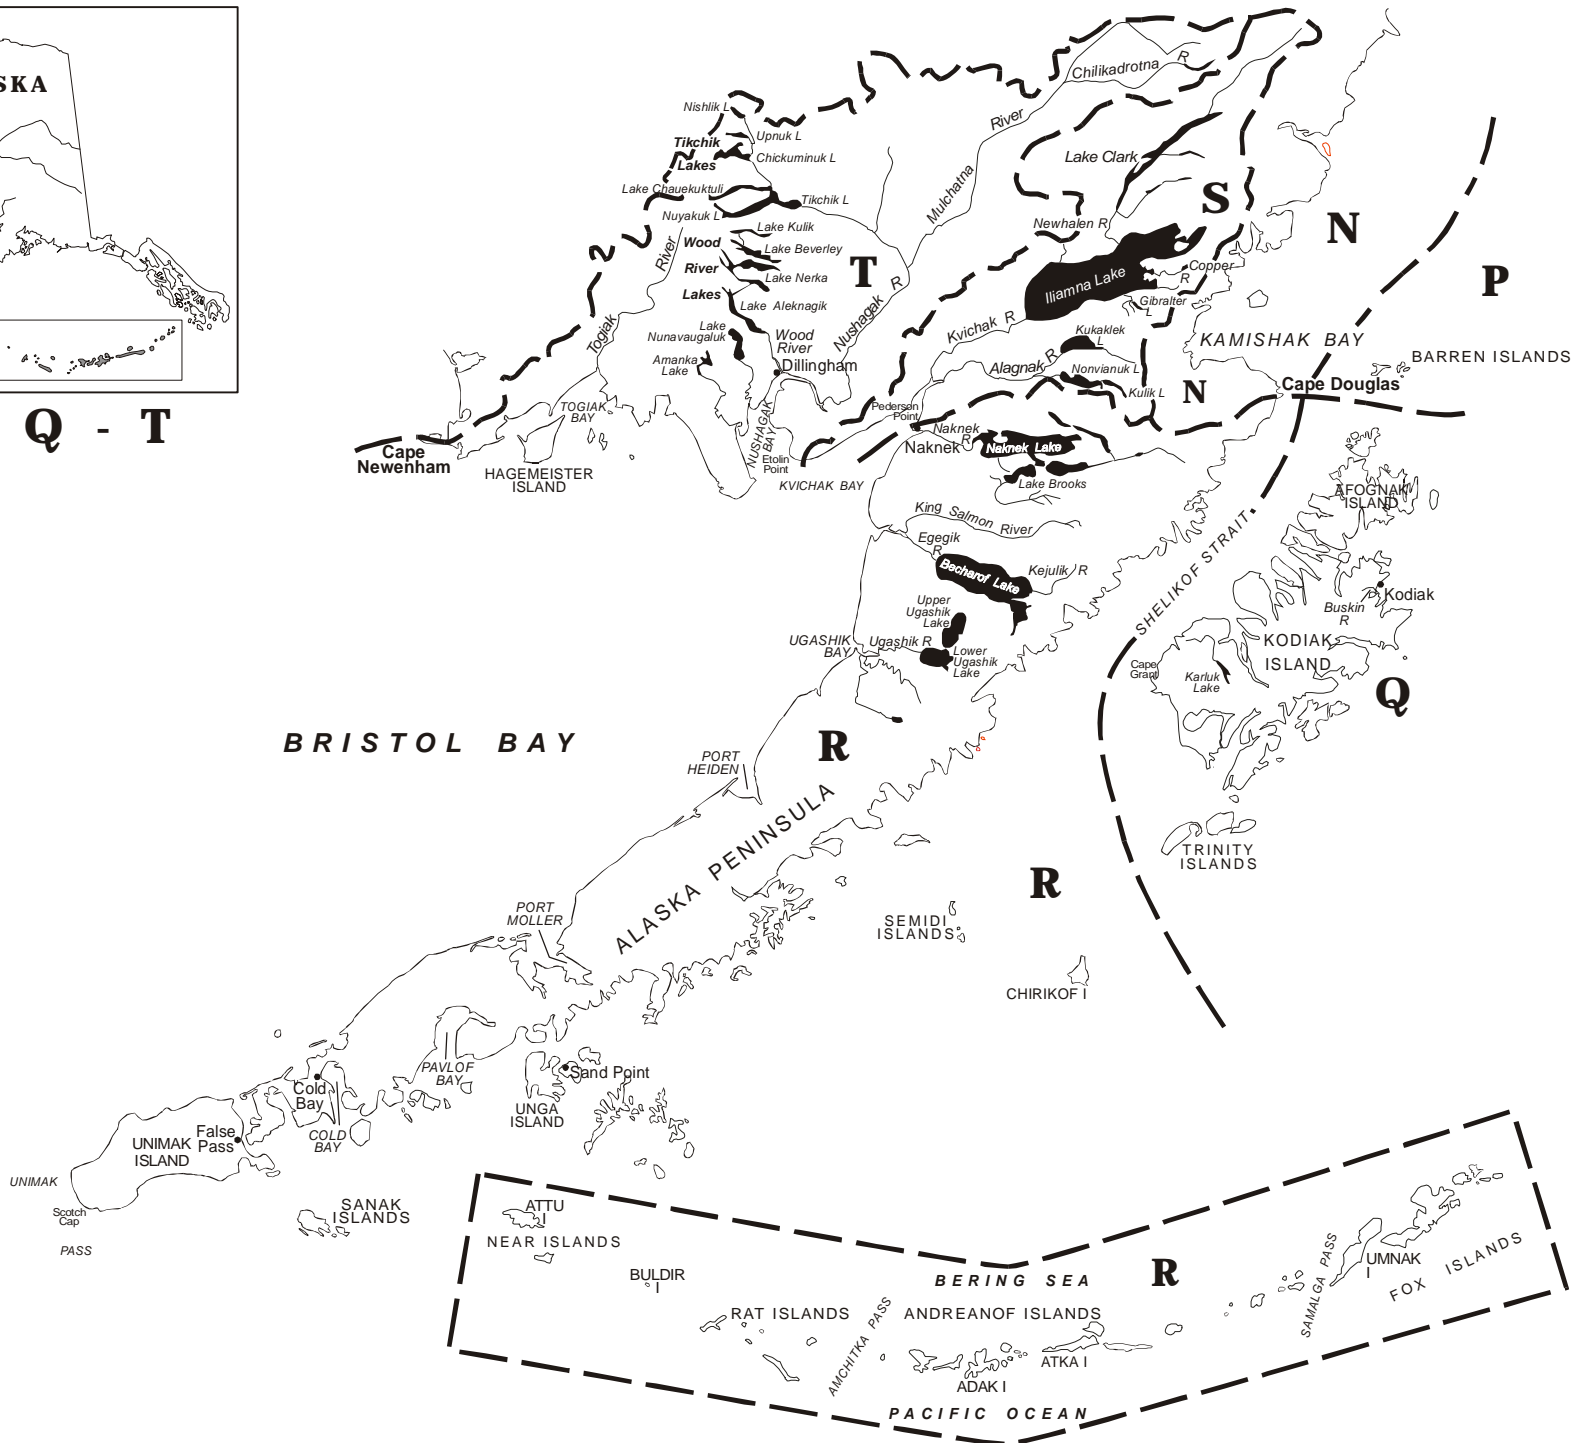 SKA
Q - T
Chilikadrotna R
Nishlik L
Upnuk L
Tikchik
Lakes
Chickuminuk L
River
Lake Clark
Lake Chauekuktuli
Tikchik L
Mulchatna
Nuyakuk L
S
N
Newhalen R
Lake Kulik
Wood
River
Lakes
Lake Beverley
River
Lake Nerka
T
Copper
R
Iliamna Lake
P
Lake Aleknagik
Nushagak R
Gibralter
L
Togiak
Lake
Nunavaugaluk
Wood
River
Kvichak R
Kukaklek
L
KAMISHAK BAY
BARREN ISLANDS
Amanka
Lake
Dillingham
Alagnak R
Nonvianuk L
Kulik L
N
Cape Douglas
TOGIAK
BAY
Pederson
Point
NUSHAGAK
BAY
Naknek
R
Naknek
Naknek Lake
Cape
Newenham
HAGEMEISTER
ISLAND
Etolin
Point
KVICHAK BAY
Lake Brooks
AFOGNAK
ISLAND
King Salmon River
SHELIKOF STRAIT
Egegik
R
Becharof Lake
Kejulik R
Kodiak
Buskin
R
Upper
Ugashik
Lake
UGASHIK
BAY
Ugashik R
Lower
Ugashik
Lake
KODIAK
ISLAND
Cape
Grant
Karluk
Lake
Q
BRISTOL BAY
R
PORT
HEIDEN
ALASKA PENINSULA
TRINITY
ISLANDS
R
PORT
MOLLER
SEMIDI
ISLANDS
CHIRIKOF I
PAVLOF
BAY
Sand Point
Cold
Bay
UNGA
ISLAND
False
Pass
UNIMAK
ISLAND
COLD
BAY
UNIMAK
Scotch
Cap
PASS
SANAK
ISLANDS
ATTU
I
NEAR ISLANDS
BULDIR
I
BERING SEA
R
SAMALGA PASS
UMNAK
I
FOX ISLANDS
RAT ISLANDS
AMCHITKA PASS
ANDREANOF ISLANDS
ATKA I
ADAK I
PACIFIC OCEAN